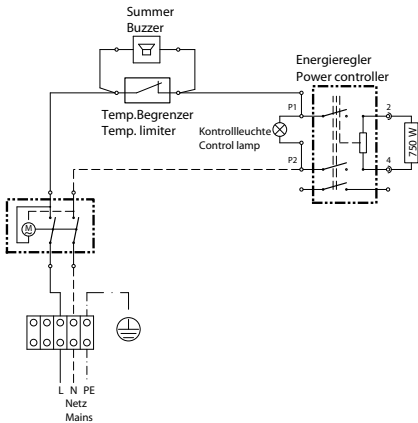 Summer
Buzzer
Energieregler
Power controller
Temp.Begrenzer
Temp. limiter
Kontrollleuchte
Control lamp
P1
2
750 W
P2
4
M
L N PE
Netz
Mains